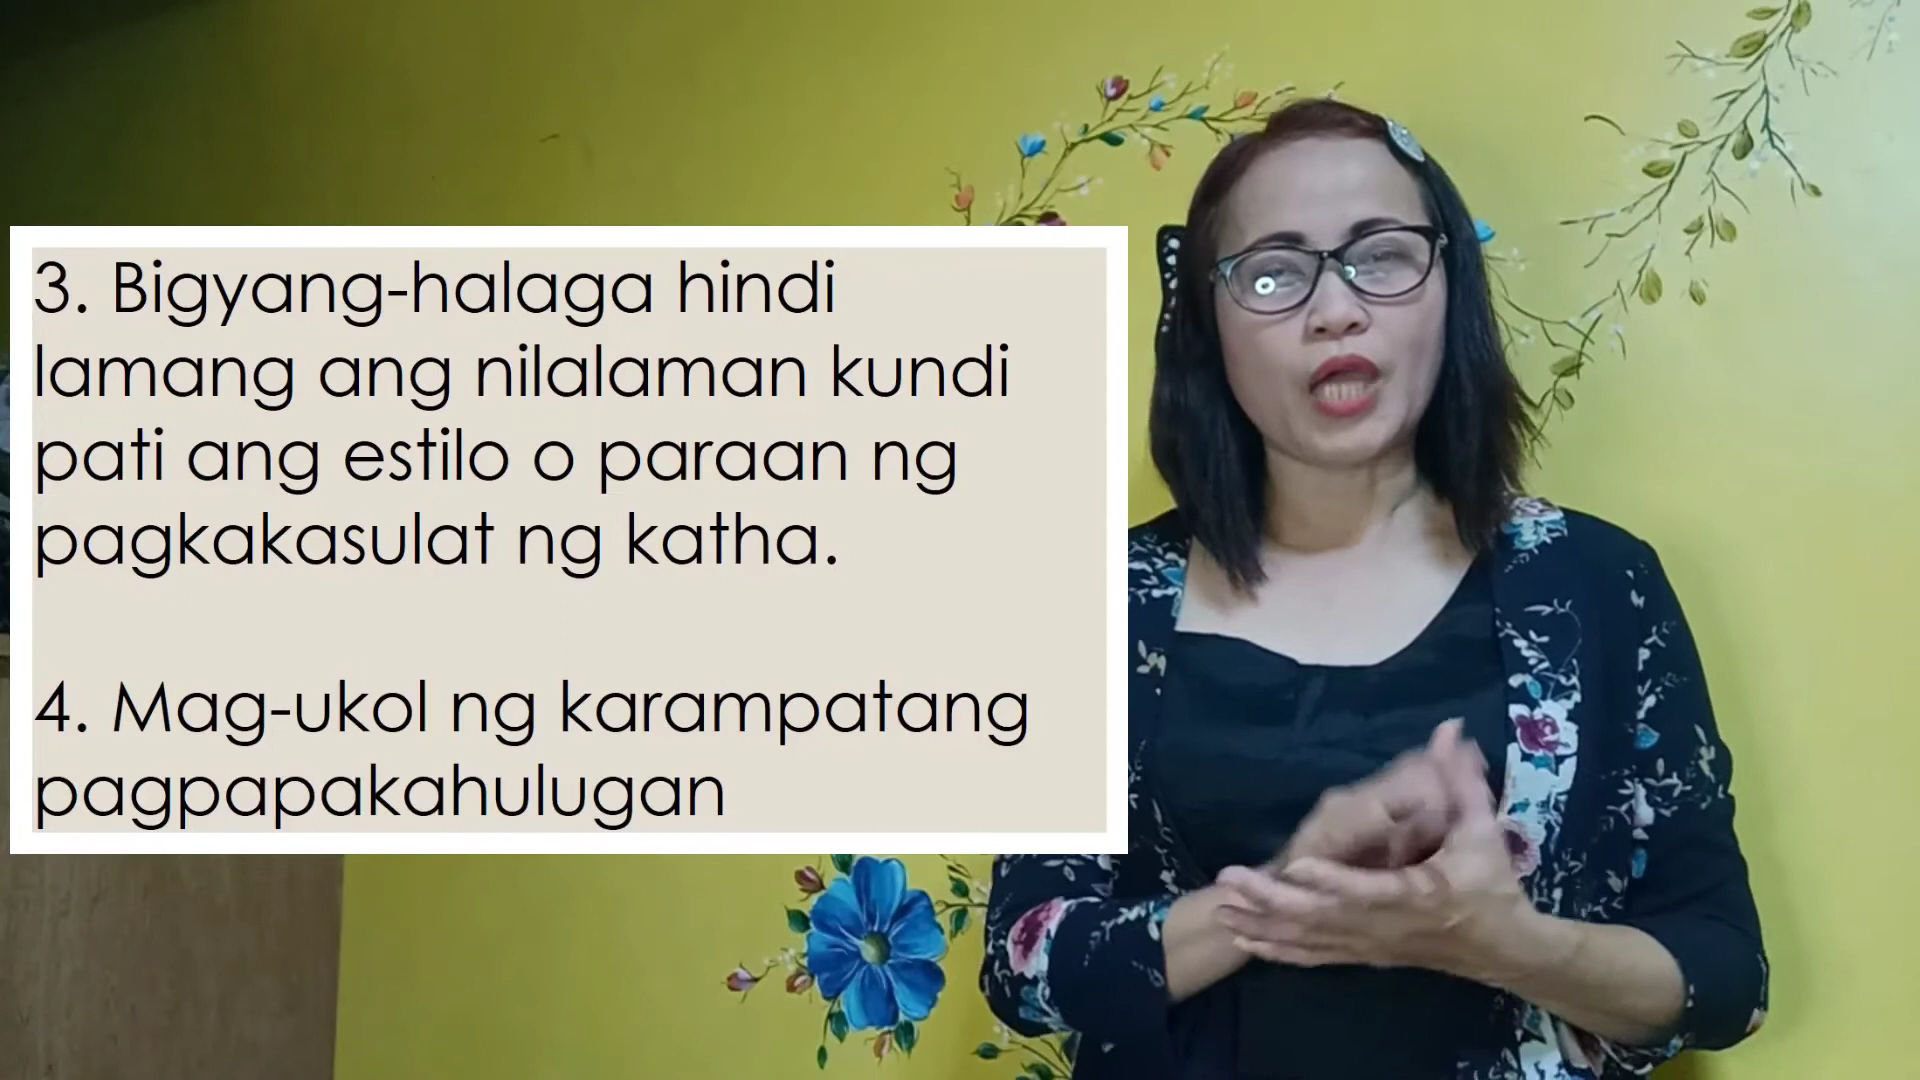 3. Bigyang-halaga hindi
lamang ang nilalaman kundi
pati ang estilo o paraan ng
pagkakasulat ng katha.
4. Mag-ukol ng karampatang
pagpapakahulugan